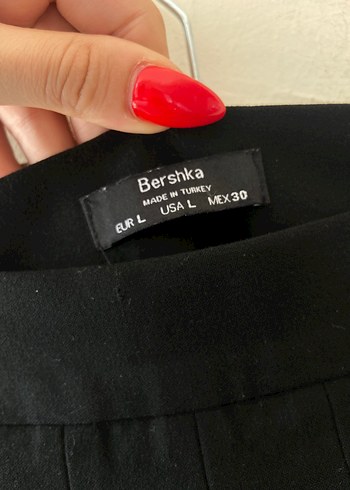 Bershka
MADE IN TURKEY
EUR L USA L MEX 30